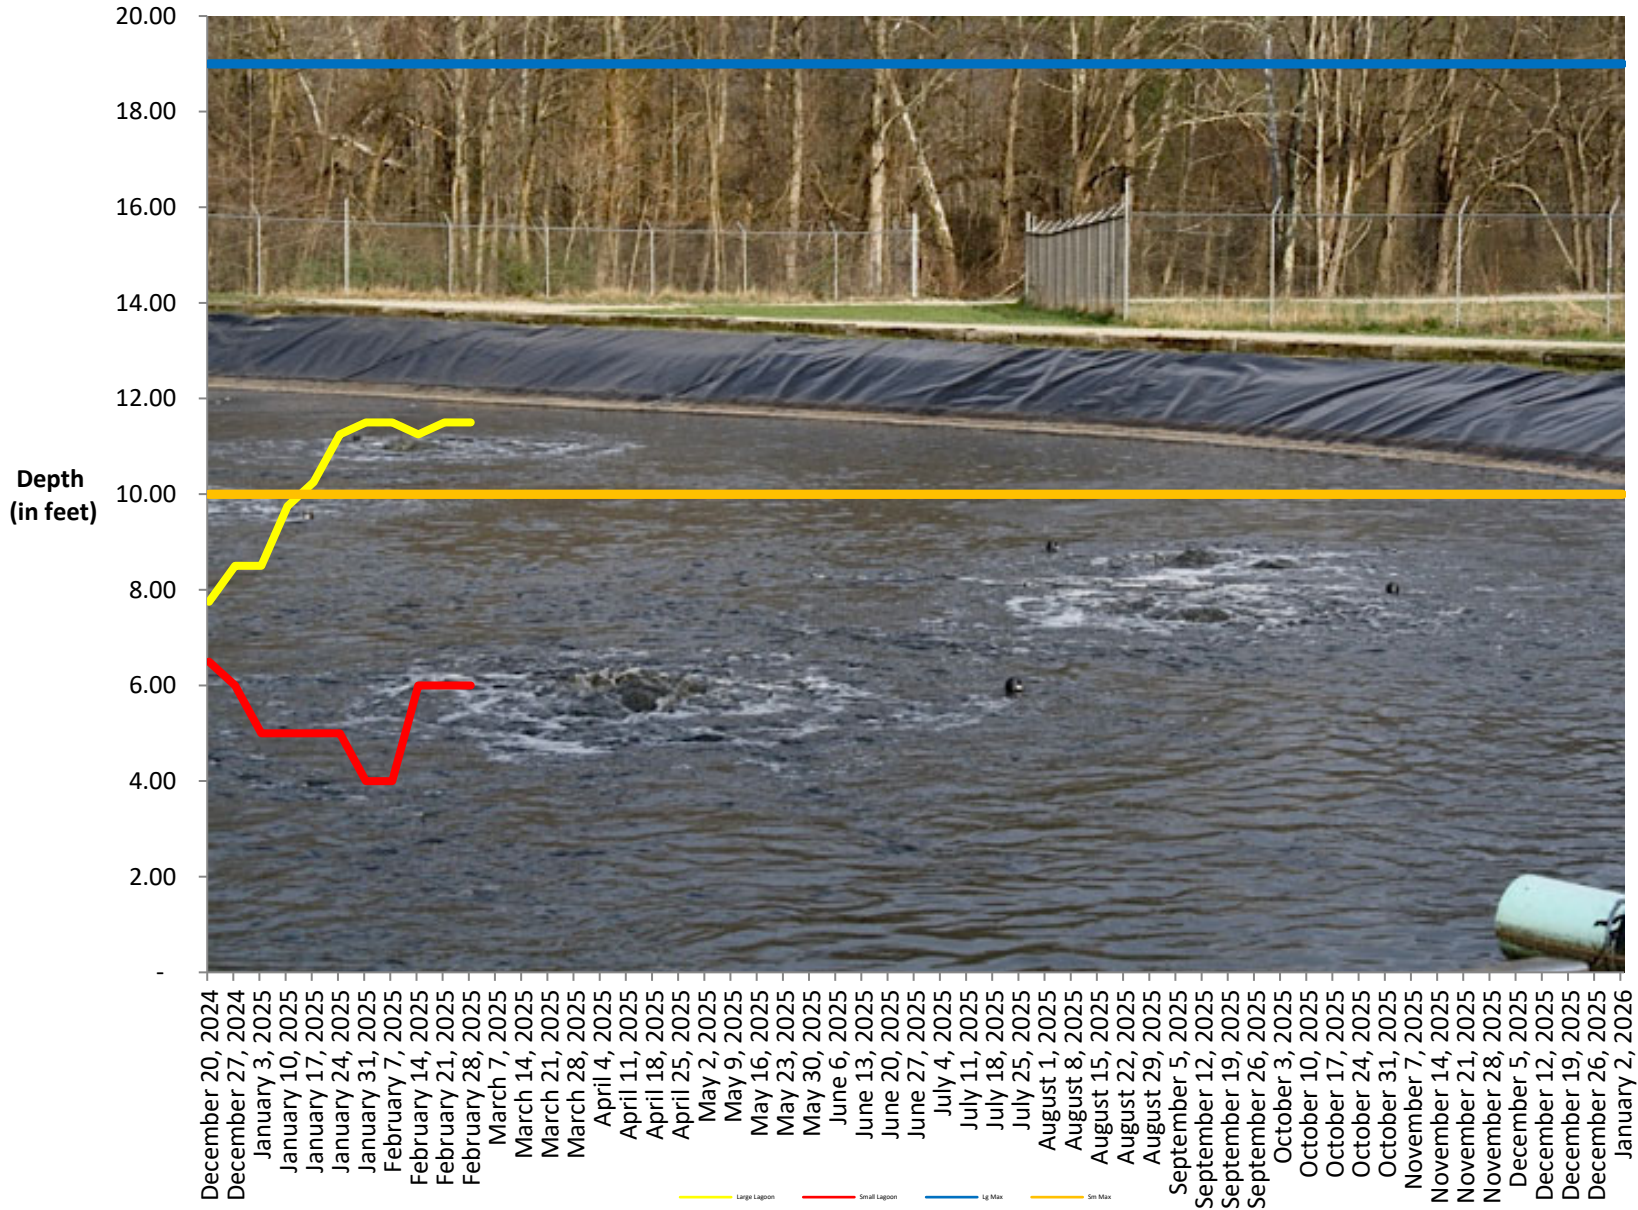 20.00
18.00
16.00
14.00
12.00
10.00
8.00
6.00
4.00
2.00
-
Depth
(in feet)
December 20, 2024
December 27, 2024
January 3, 2025
January 10, 2025
January 17, 2025
January 24, 2025
January 31, 2025
February 7, 2025
February 14, 2025
February 21, 2025
February 28, 2025
March 7, 2025
March 14, 2025
March 21, 2025
March 28, 2025
April 4, 2025
April 11, 2025
April 18, 2025
April 25, 2025
May 2, 2025
May 9, 2025
May 16, 2025
May 23, 2025
May 30, 2025
June 6, 2025
June 13, 2025
June 20, 2025
June 27, 2025
July 4, 2025
July 11, 2025
July 18, 2025
July 25, 2025
August 1, 2025
August 8, 2025
August 15, 2025
August 22, 2025
August 29, 2025
September 5, 2025
September 12, 2025
September 19, 2025
September 26, 2025
October 3, 2025
October 10, 2025
October 17, 2025
October 24, 2025
October 31, 2025
November 7, 2025
November 14, 2025
November 21, 2025
November 28, 2025
December 5, 2025
December 12, 2025
December 19, 2025
December 26, 2025
January 2, 2026
Large Lagoon
Small Lagoon
Lg Max
Sm Max